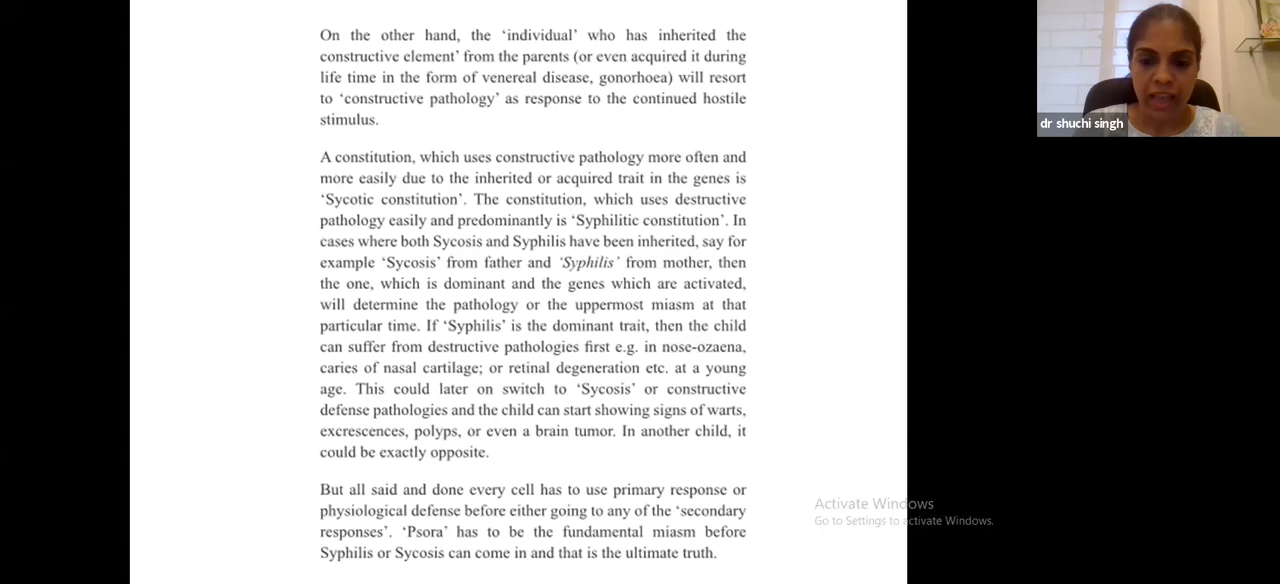 On the other hand, the ‘individual’ who has inherited the
constructive element’ from the parents (or even acquired it during
life time in the form of venereal disease, gonorhoea) will resort
to ‘constructive pathology’ as response to the continued hostile
stimulus.
A constitution, which uses constructive pathology more often and
more easily due to the inherited or acquired trait in the genes is
‘Sycotic constitution’. The constitution, which uses destructive
pathology easily and predominantly is ‘Syphilitic constitution’. In
cases where both Sycosis and Syphilis have been inherited, say for
example ‘Sycosis’ from father and ‘Syphilis’ from mother, then
the one, which is dominant and the genes which are activated,
will determine the pathology or the uppermost miasm at that
particular time. If ‘Syphilis’ is the dominant trait, then the child
can suffer from destructive pathologies first e.g. in nose-ozaena,
caries of nasal cartilage; or retinal degeneration etc. at a young
age. This could later on switch to ‘Sycosis’ or constructive
defense pathologies and the child can start showing signs of warts,
excrescences, polyps, or even a brain tumor. In another child, it
could be exactly opposite.
But all said and done every cell has to use primary response or
physiological defense before either going to any of the ‘secondary
responses’. ‘Psora’ has to be the fundamental miasm before
Syphilis or Sycosis can come in and that is the ultimate truth.
dr shuchi singh
Activate Windows
Go to Settings to activate Windows.